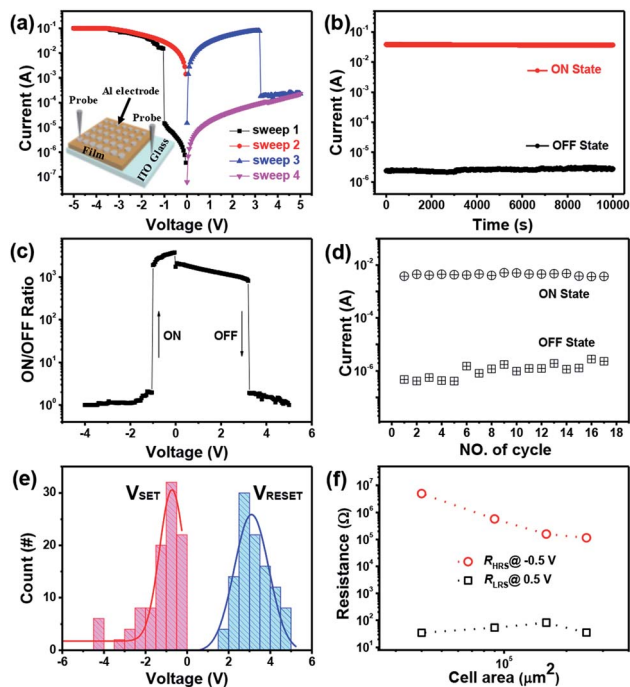 (a)
Current (A)
10⁻¹
10⁻²
10⁻³
10⁻⁴
10⁻⁵
10⁻⁶
10⁻⁷
Al electrode
Probe
Probe
Film
ITO Glass
sweep 1
sweep 2
sweep 3
sweep 4
-5 -4 -3 -2 -1 0 1 2 3 4 5
Voltage (V)
(b)
Current (A)
10⁻¹
10⁻²
10⁻³
10⁻⁴
10⁻⁵
10⁻⁶
ON State
OFF State
0 2000 4000 6000 8000 10000
Time (s)
(c)
ON/OFF Ratio
10³
10²
10¹
10⁰
ON
OFF
-4 -2 0 2 4 6
Voltage (V)
(d)
Current (A)
10⁻²
10⁻⁴
10⁻⁶
ON State
OFF State
0 2 4 6 8 10 12 14 16 18
NO. of cycle
(e)
Count (#)
30
20
10
0
VSET
VRESET
-6 -4 -2 0 2 4 6
Voltage (V)
(f)
Resistance (Ω)
10⁷
10⁶
10⁵
10⁴
10³
10²
10¹
RHRS@ -0.5 V
RLRS@ 0.5 V
10⁵
Cell area (μm²)